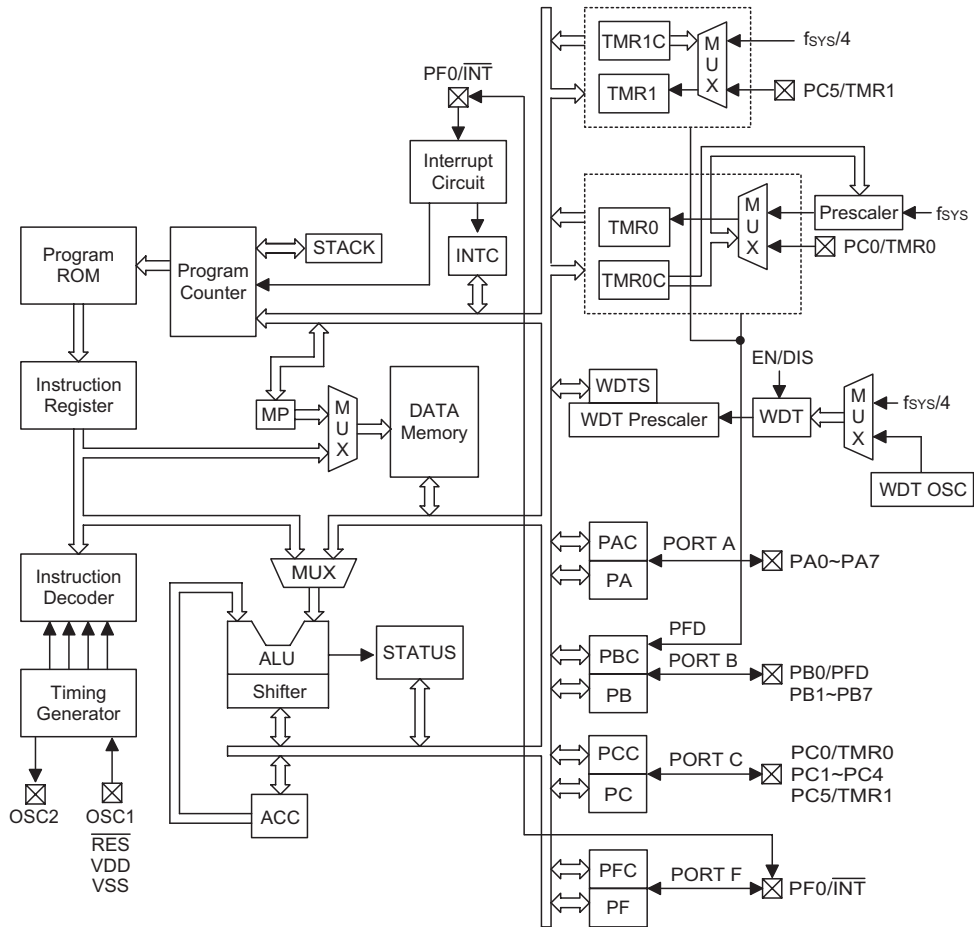 TMR1C
MUX
fSYS/4
TMR1
PC5/TMR1
PF0/INT
Interrupt
Circuit
INTC
STACK
Program
ROM
Program
Counter
TMR0
MUX
Prescaler
fSYS
PC0/TMR0
TMR0C
Instruction
Register
MP
MUX
DATA
Memory
WDTS
WDT Prescaler
EN/DIS
WDT
MUX
fSYS/4
WDT OSC
Instruction
Decoder
MUX
ALU
Shifter
STATUS
PAC
PA
PORT A
PA0~PA7
PFD
PBC
PB
PORT B
PB0/PFD
PB1~PB7
Timing
Generator
OSC2
OSC1
RES
VDD
VSS
ACC
PCC
PC
PORT C
PC0/TMR0
PC1~PC4
PC5/TMR1
PFC
PF
PORT F
PF0/INT